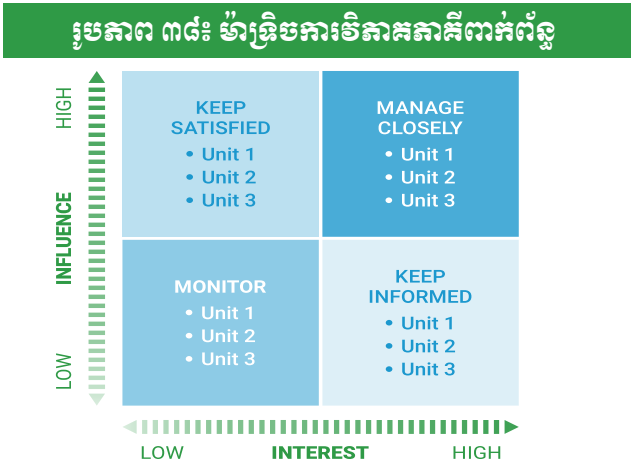 រូបភាព ៣៨៖ ម៉ាទ្រិចការវិភាគភាគីពាក់ព័ន្ធ
HIGH
INFLUENCE
LOW
KEEP
SATISFIED
• Unit 1
• Unit 2
• Unit 3
MANAGE
CLOSELY
• Unit 1
• Unit 2
• Unit 3
MONITOR
• Unit 1
• Unit 2
• Unit 3
KEEP
INFORMED
• Unit 1
• Unit 2
• Unit 3
LOW INTEREST HIGH